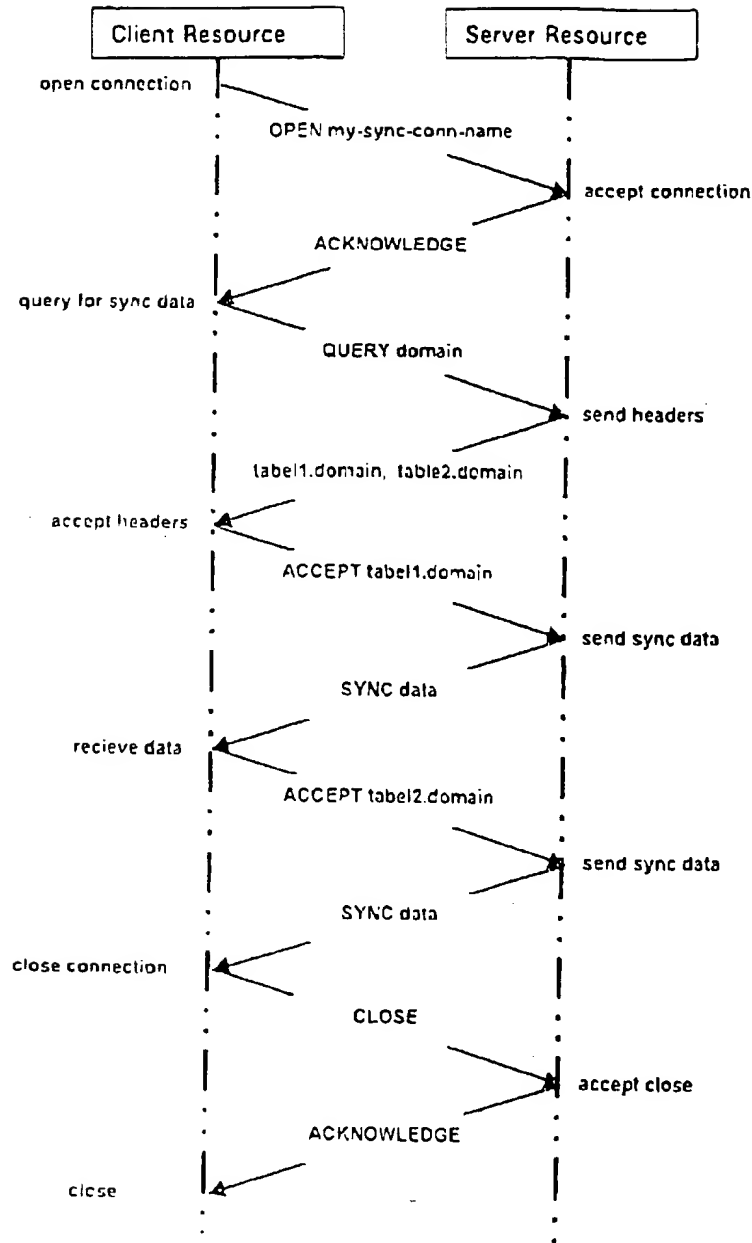 Client Resource
Server Resource
open connection
OPEN my-sync-conn-name
accept connection
ACKNOWLEDGE
query for sync data
QUERY domain
send headers
tabel1.domain, table2.domain
accept headers
ACCEPT tabel1.domain
send sync data
SYNC data
recieve data
ACCEPT tabel2.domain
send sync data
SYNC data
close connection
CLOSE
accept close
ACKNOWLEDGE
close